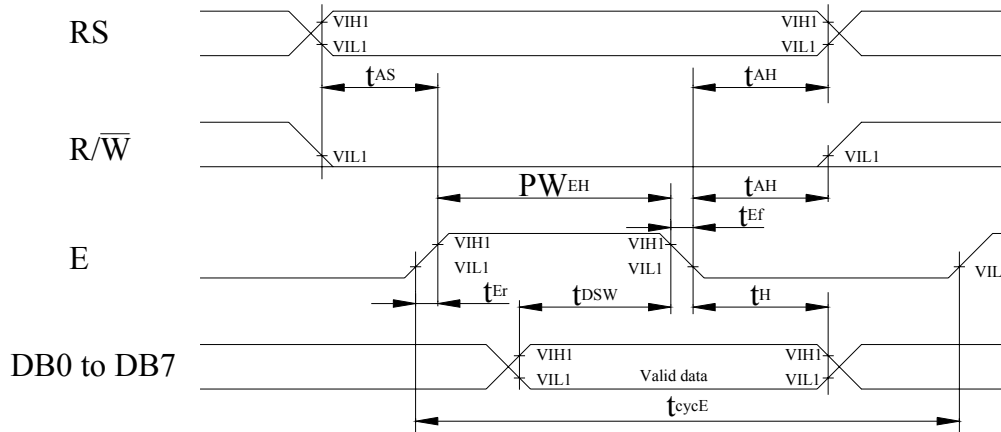 RS
VIH1
VIH1
VIL1
VIL1
tAS
tAH
R/W̅
VIL1
VIL1
PWEH
tAH
tEf
E
VIH1
VIH1
VIL1
VIL1
VIL
tEr
tDSW
tH
DB0 to DB7
VIH1
VIH1
VIL1
Valid data
VIL1
tcycE